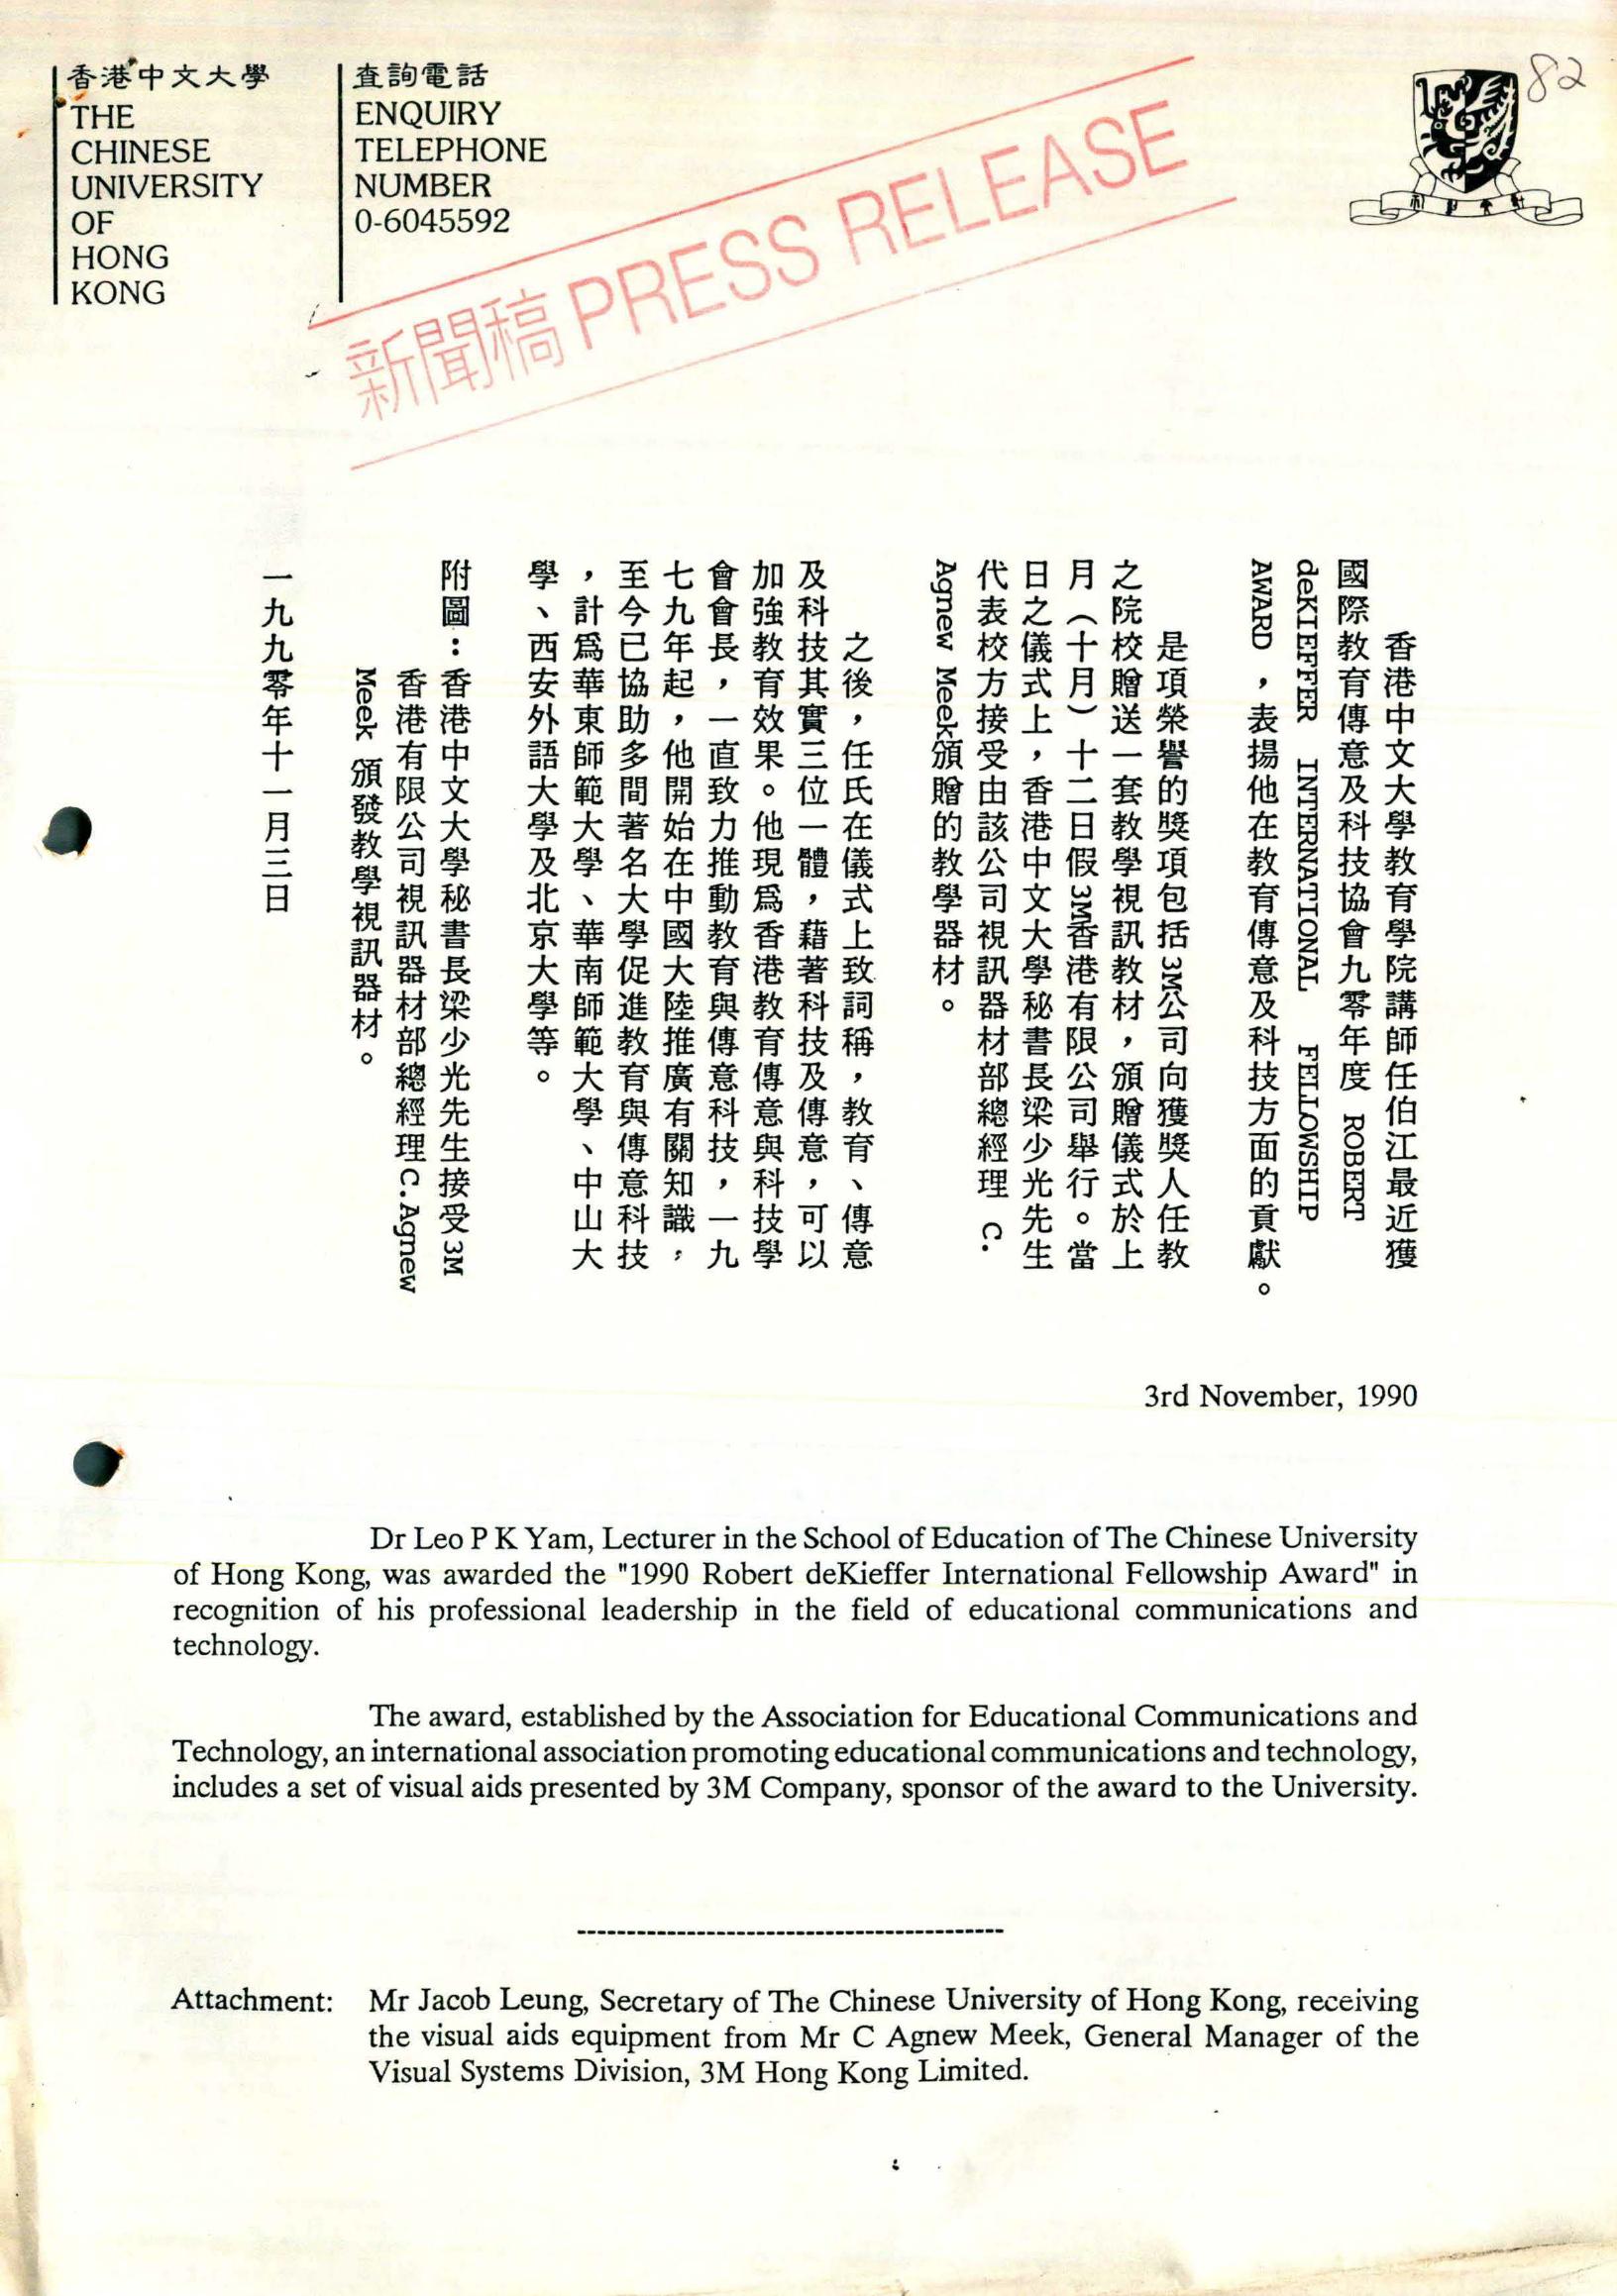 香港中文大學
THE
CHINESE
UNIVERSITY
OF
HONG
KONG
查詢電話
ENQUIRY
TELEPHONE
NUMBER
0-6045592
新聞稿 PRESS RELEASE
82
香港中文大學教育學院講師任伯江最近獲
國際教育傳意及科技協會九零年度 ROBERT
deKIEFFER INTERNATIONAL FELLOWSHIP
AWARD，表揚他在教育傳意及科技方面的貢獻。
是項榮譽的獎項包括3M公司向獲獎人任教
之院校贈送一套教學視訊教材，頒贈儀式於上
月（十月）十二日假3M香港有限公司舉行。當
日之儀式上，香港中文大學秘書長梁少光先生
代表校方接受由該公司視訊器材部總經理 C.
Agnew Meek頒贈的教學器材。
之後，任氏在儀式上致詞稱，教育、傳意
及科技其實三位一體，藉著科技及傳意，可以
加強教育效果。他現爲香港教育傳意與科技學
會會長，一直致力推動教育與傳意科技，一九
七九年起，他開始在中國大陸推廣有關知識，
至今已協助多間著名大學促進教育與傳意科技
，計爲華東師範大學、華南師範大學、中山大
學、西安外語大學及北京大學等。
附圖：香港中文大學秘書長梁少光先生接受3M
香港有限公司視訊器材部總經理C.Agnew
Meek 頒發教學視訊器材。
一九九零年十一月三日
3rd November, 1990
Dr Leo P K Yam, Lecturer in the School of Education of The Chinese University
of Hong Kong, was awarded the "1990 Robert deKieffer International Fellowship Award" in
recognition of his professional leadership in the field of educational communications and
technology.
The award, established by the Association for Educational Communications and
Technology, an international association promoting educational communications and technology,
includes a set of visual aids presented by 3M Company, sponsor of the award to the University.
Attachment: Mr Jacob Leung, Secretary of The Chinese University of Hong Kong, receiving
the visual aids equipment from Mr C Agnew Meek, General Manager of the
Visual Systems Division, 3M Hong Kong Limited.